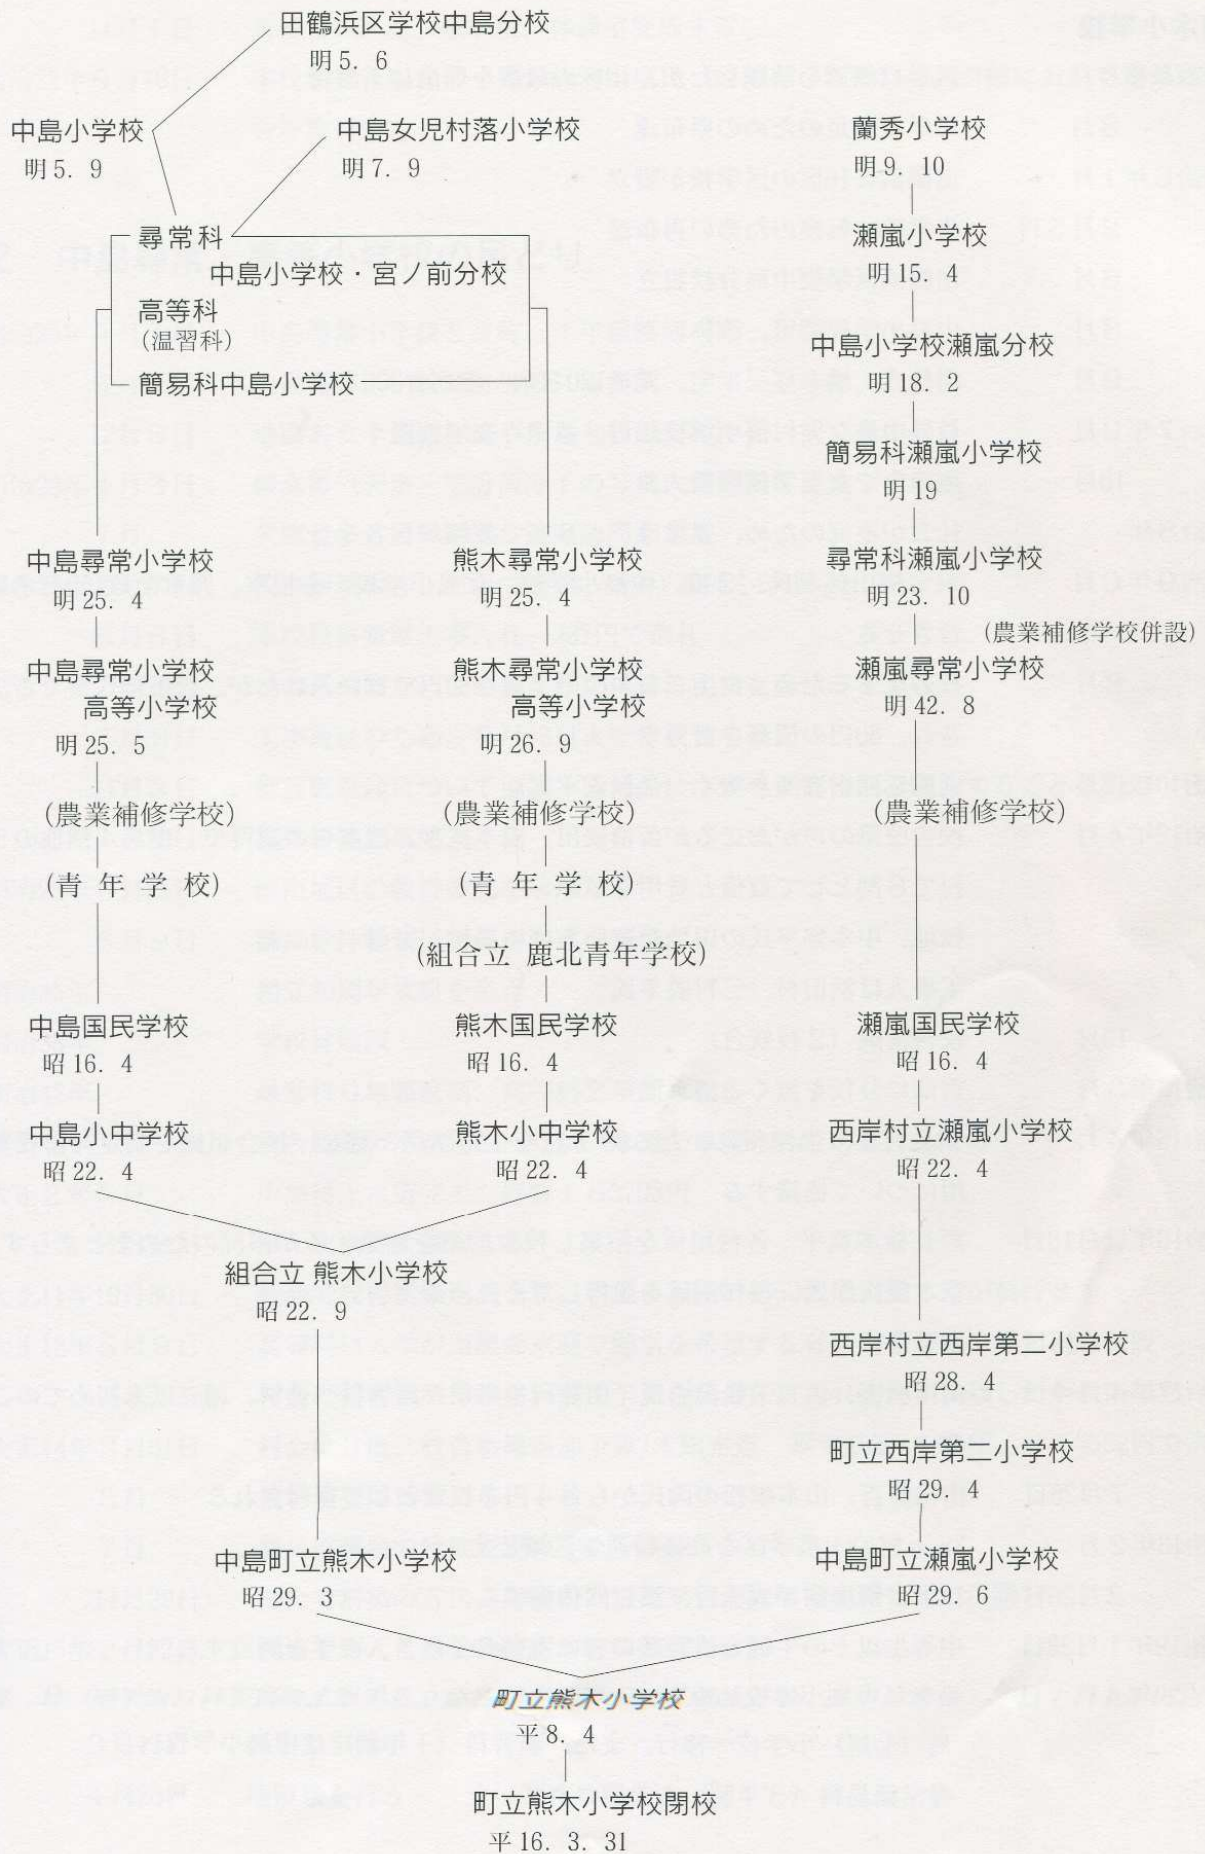 田鶴浜区学校中島分校
明5. 6
中島小学校
明5. 9
中島女児村落小学校
明7. 9
尋常科
中島小学校・宮ノ前分校
高等科
(温習科)
簡易科中島小学校
中島尋常小学校
明25. 4
中島尋常小学校
高等小学校
明25. 5
(農業補修学校)
(青 年 学 校)
中島国民学校
昭16. 4
中島小中学校
昭22. 4
熊木尋常小学校
明25. 4
熊木尋常小学校
高等小学校
明26. 9
(農業補修学校)
(青 年 学 校)
(組合立 鹿北青年学校)
熊木国民学校
昭16. 4
熊木小中学校
昭22. 4
組合立 熊木小学校
昭22. 9
中島町立熊木小学校
昭29. 3
蘭秀小学校
明9. 10
瀬嵐小学校
明15. 4
中島小学校瀬嵐分校
明18. 2
簡易科瀬嵐小学校
明19
尋常科瀬嵐小学校
明23. 10
(農業補修学校併設)
瀬嵐尋常小学校
明42. 8
(農業補修学校)
瀬嵐国民学校
昭16. 4
西岸村立瀬嵐小学校
昭22. 4
西岸村立西岸第二小学校
昭28. 4
町立西岸第二小学校
昭29. 4
中島町立瀬嵐小学校
昭29. 6
町立熊木小学校
平8. 4
町立熊木小学校閉校
平16. 3. 31